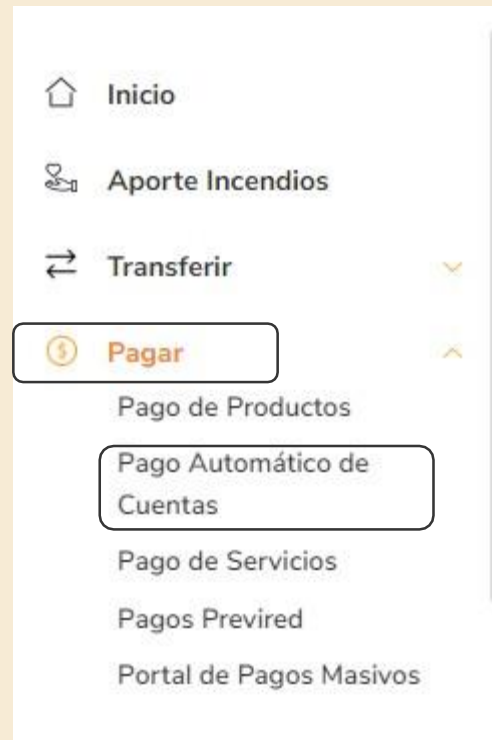 Inicio
Aporte Incendios
Transferir
Pagar
Pago de Productos
Pago Automático de
Cuentas
Pago de Servicios
Pagos Previred
Portal de Pagos Masivos